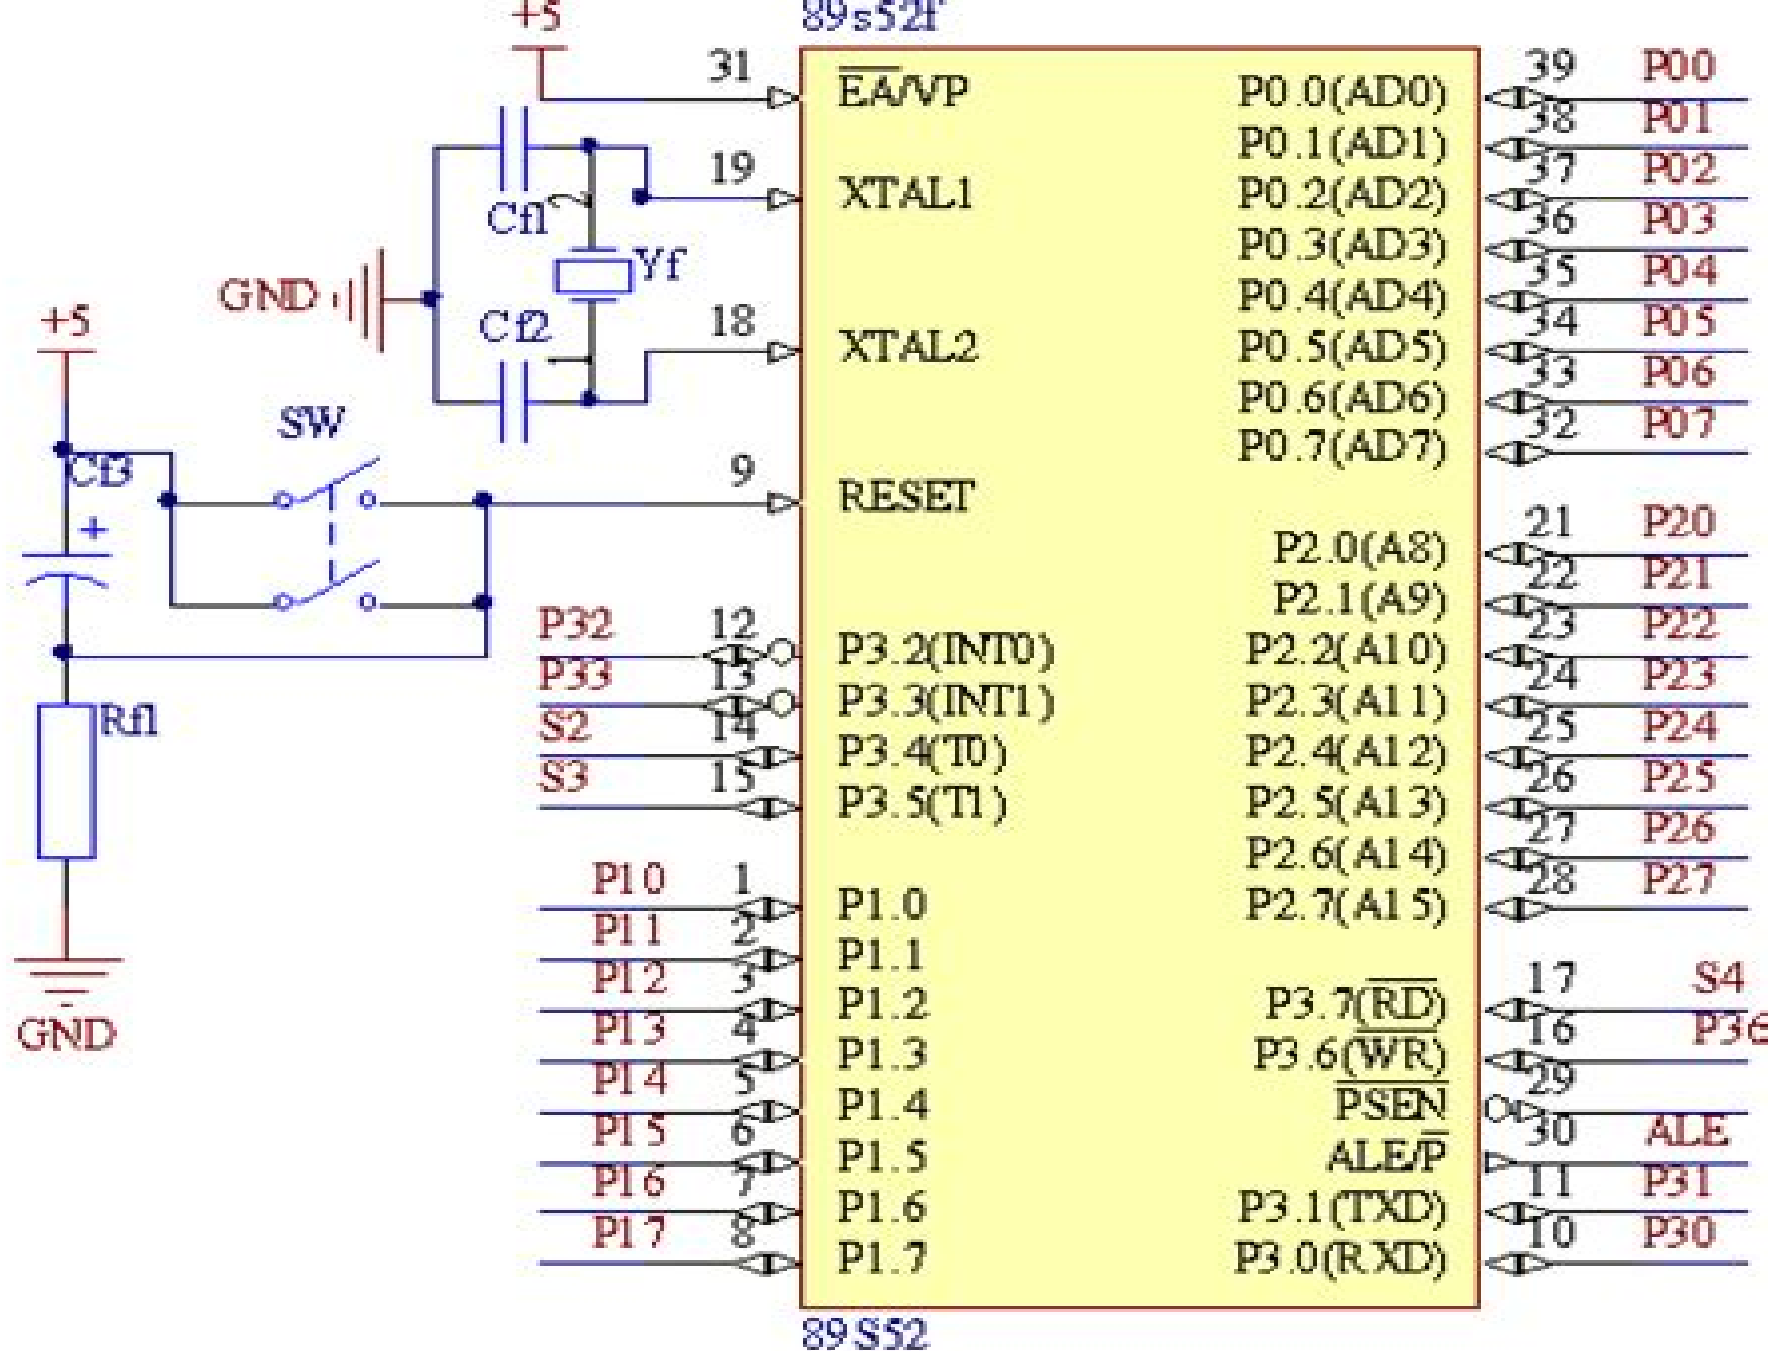 +5
89s52f
31 EA/VP P0.0(AD0) 39 P00
P0.1(AD1) 38 P01
19 XTAL1 P0.2(AD2) 37 P02
Cf1 2 P0.3(AD3) 36 P03
Yf
GND P0.4(AD4) 35 P04
+5 Cf2 1 18 XTAL2 P0.5(AD5) 34 P05
P0.6(AD6) 33 P06
SW P0.7(AD7) 32 P07
Cf3 9 RESET
+ P2.0(A8) 21 P20
P2.1(A9) 22 P21
P32 12 P3.2(INT0) P2.2(A10) 23 P22
P33 13 P3.3(INT1) P2.3(A11) 24 P23
Rf1 S2 14 P3.4(T0) P2.4(A12) 25 P24
S3 15 P3.5(T1) P2.5(A13) 26 P25
P2.6(A14) 27 P26
P10 1 P1.0 P2.7(A15) 28 P27
P11 2 P1.1
P12 3 P1.2 P3.7(RD) 17 S4
GND P13 4 P1.3 P3.6(WR) 16 P36
P14 5 P1.4 PSEN 29
P15 6 P1.5 ALE/P 30 ALE
P16 7 P1.6 P3.1(TXD) 11 P31
P17 8 P1.7 P3.0(RXD) 10 P30
89S52